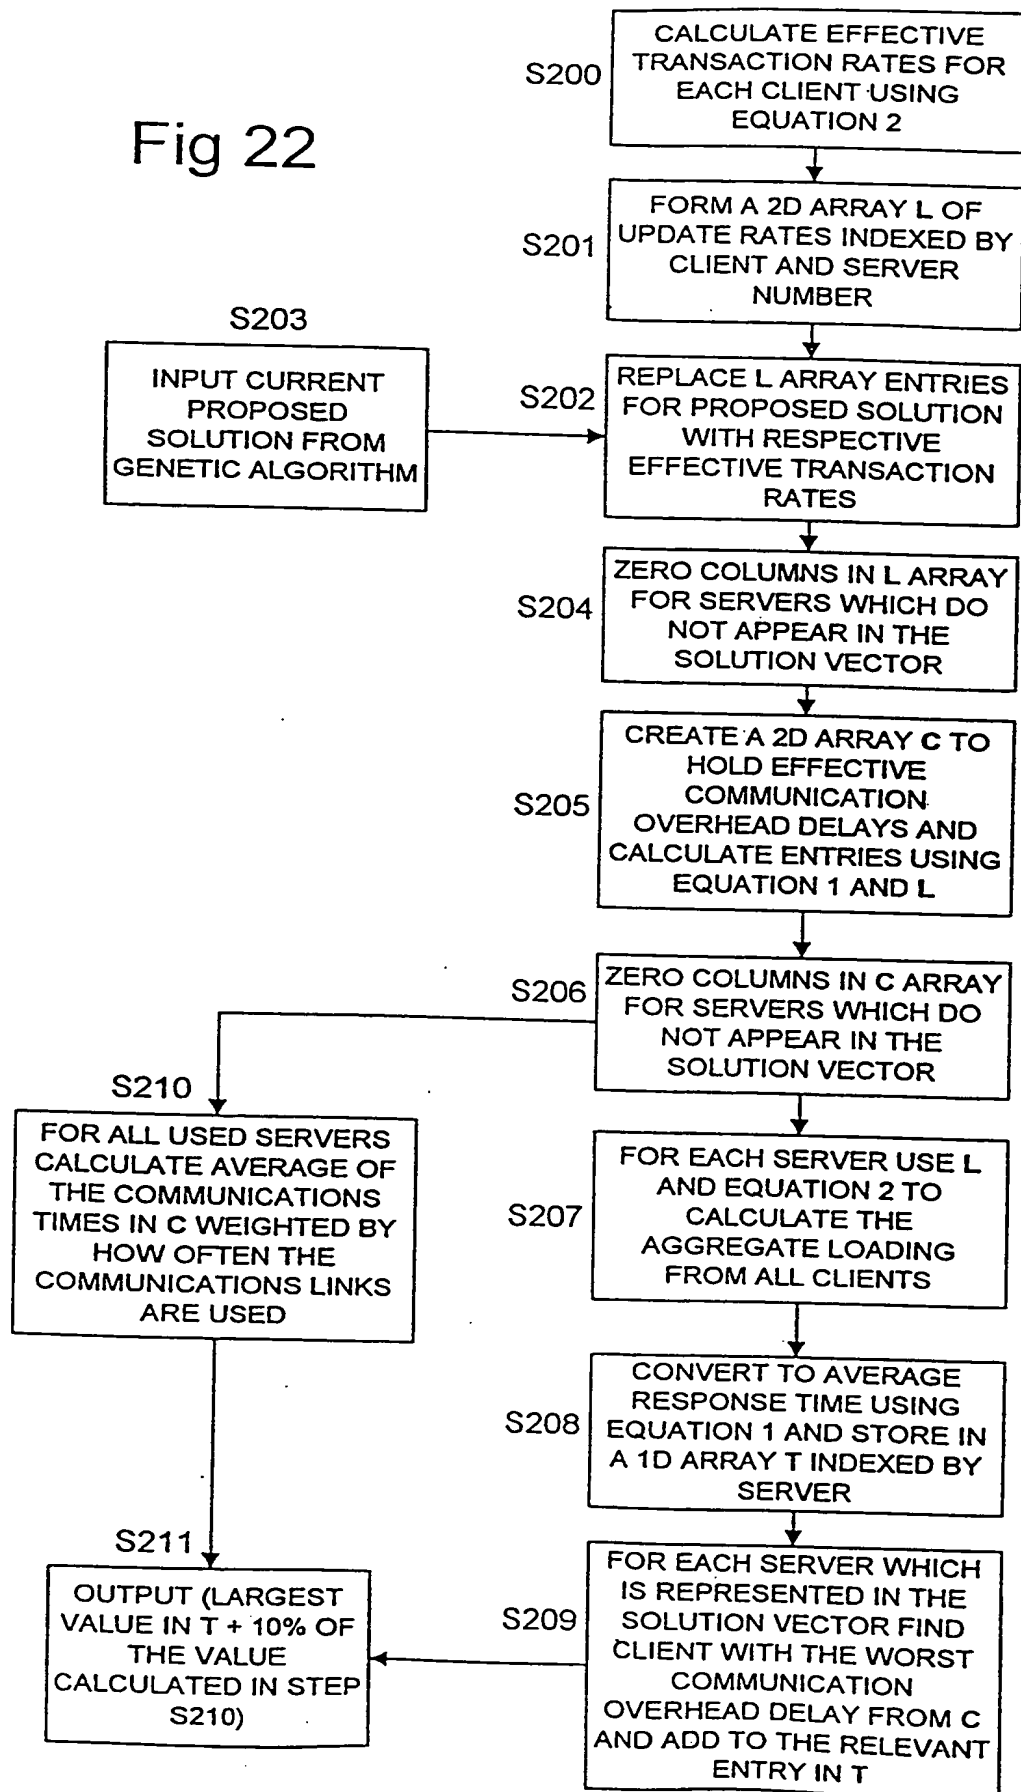 Fig 22
S200
CALCULATE EFFECTIVE
TRANSACTION RATES FOR
EACH CLIENT USING
EQUATION 2
S201
FORM A 2D ARRAY L OF
UPDATE RATES INDEXED BY
CLIENT AND SERVER
NUMBER
S203
INPUT CURRENT
PROPOSED
SOLUTION FROM
GENETIC ALGORITHM
S202
REPLACE L ARRAY ENTRIES
FOR PROPOSED SOLUTION
WITH RESPECTIVE
EFFECTIVE TRANSACTION
RATES
S204
ZERO COLUMNS IN L ARRAY
FOR SERVERS WHICH DO
NOT APPEAR IN THE
SOLUTION VECTOR
S205
CREATE A 2D ARRAY C TO
HOLD EFFECTIVE
COMMUNICATION
OVERHEAD DELAYS AND
CALCULATE ENTRIES USING
EQUATION 1 AND L
S206
ZERO COLUMNS IN C ARRAY
FOR SERVERS WHICH DO
NOT APPEAR IN THE
SOLUTION VECTOR
S210
FOR ALL USED SERVERS
CALCULATE AVERAGE OF
THE COMMUNICATIONS
TIMES IN C WEIGHTED BY
HOW OFTEN THE
COMMUNICATIONS LINKS
ARE USED
S207
FOR EACH SERVER USE L
AND EQUATION 2 TO
CALCULATE THE
AGGREGATE LOADING
FROM ALL CLIENTS
S208
CONVERT TO AVERAGE
RESPONSE TIME USING
EQUATION 1 AND STORE IN
A 1D ARRAY T INDEXED BY
SERVER
S211
OUTPUT (LARGEST
VALUE IN T + 10% OF
THE VALUE
CALCULATED IN STEP
S210)
S209
FOR EACH SERVER WHICH
IS REPRESENTED IN THE
SOLUTION VECTOR FIND
CLIENT WITH THE WORST
COMMUNICATION
OVERHEAD DELAY FROM C
AND ADD TO THE RELEVANT
ENTRY IN T